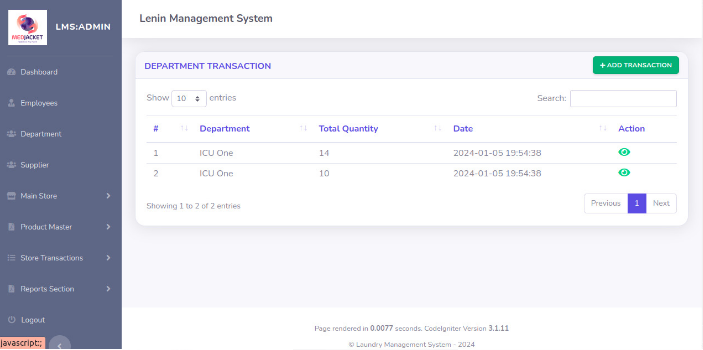 MEDJACKET
LMS:ADMIN
Dashboard
Employees
Department
Supplier
Main Store
Product Master
Store Transactions
Reports Section
Logout
javascript:;
Lenin Management System
DEPARTMENT TRANSACTION
+ ADD TRANSACTION
Show 10 entries
Search:
# Department Total Quantity Date Action
1 ICU One 14 2024-01-05 19:54:38
2 ICU One 10 2024-01-05 19:54:38
Showing 1 to 2 of 2 entries
Previous 1 Next
Page rendered in 0.0077 seconds. CodeIgniter Version 3.1.11
© Laundry Management System - 2024